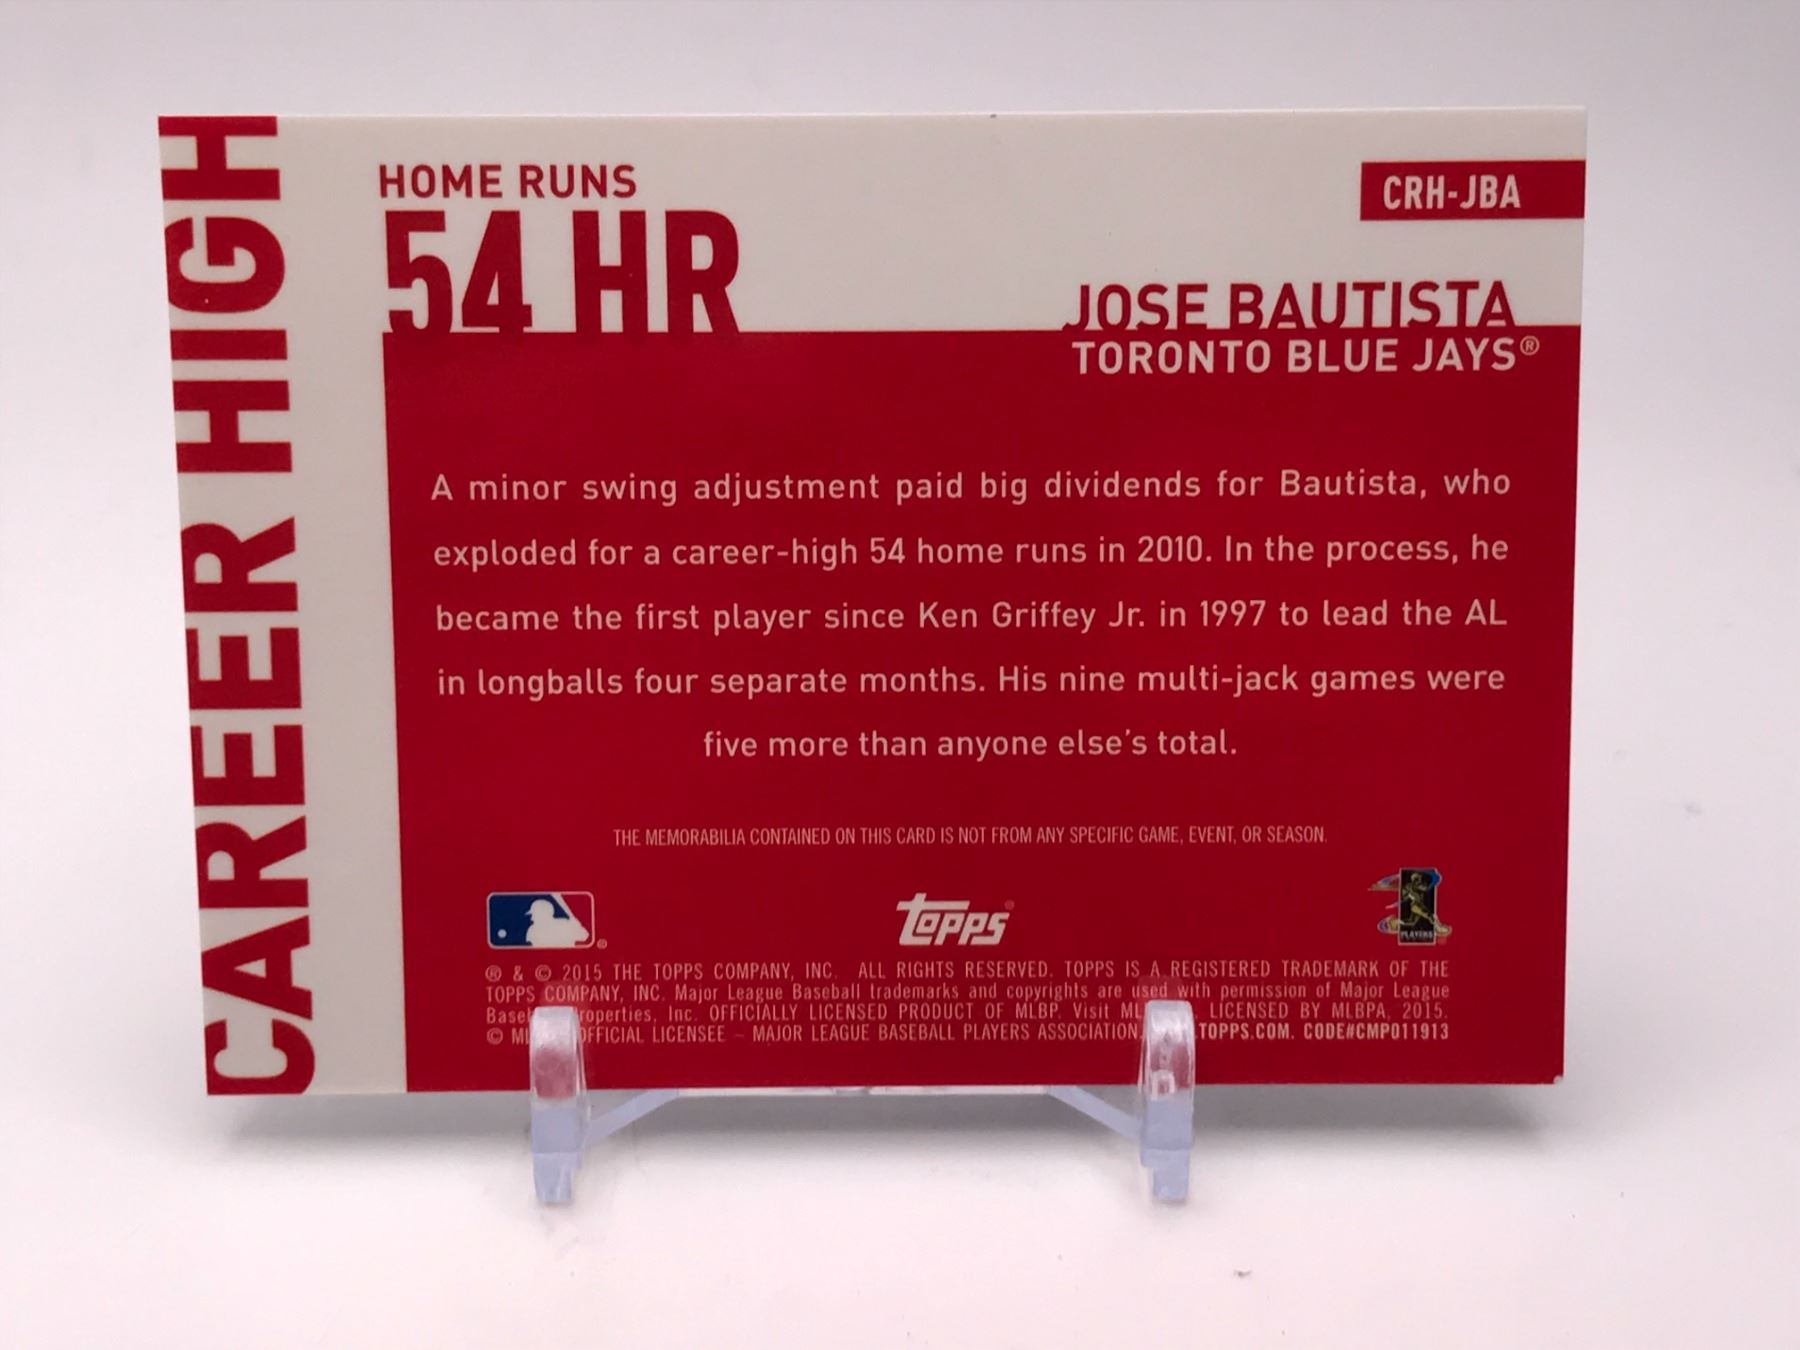 CAREER HIGH
HOME RUNS
54 HR
CRH-JBA
JOSE BAUTISTA
TORONTO BLUE JAYS®
A minor swing adjustment paid big dividends for Bautista, who
exploded for a career-high 54 home runs in 2010. In the process, he
became the first player since Ken Griffey Jr. in 1997 to lead the AL
in longballs four separate months. His nine multi-jack games were
five more than anyone else's total.
THE MEMORABILIA CONTAINED ON THIS CARD IS NOT FROM ANY SPECIFIC GAME, EVENT, OR SEASON.
topps®
PLAYERS
® & © 2015 THE TOPPS COMPANY, INC. ALL RIGHTS RESERVED. TOPPS IS A REGISTERED TRADEMARK OF THE
TOPPS COMPANY, INC. Major League Baseball trademarks and copyrights are used with permission of Major League
Properties, Inc. OFFICIALLY LICENSED PRODUCT OF MLBP. Visit LICENSED BY MLBPA, 2015.
© OFFICIAL LICENSEE – MAJOR LEAGUE BASEBALL PLAYERS ASSOCIATION. TOPPS.COM. CODE#CMP011913